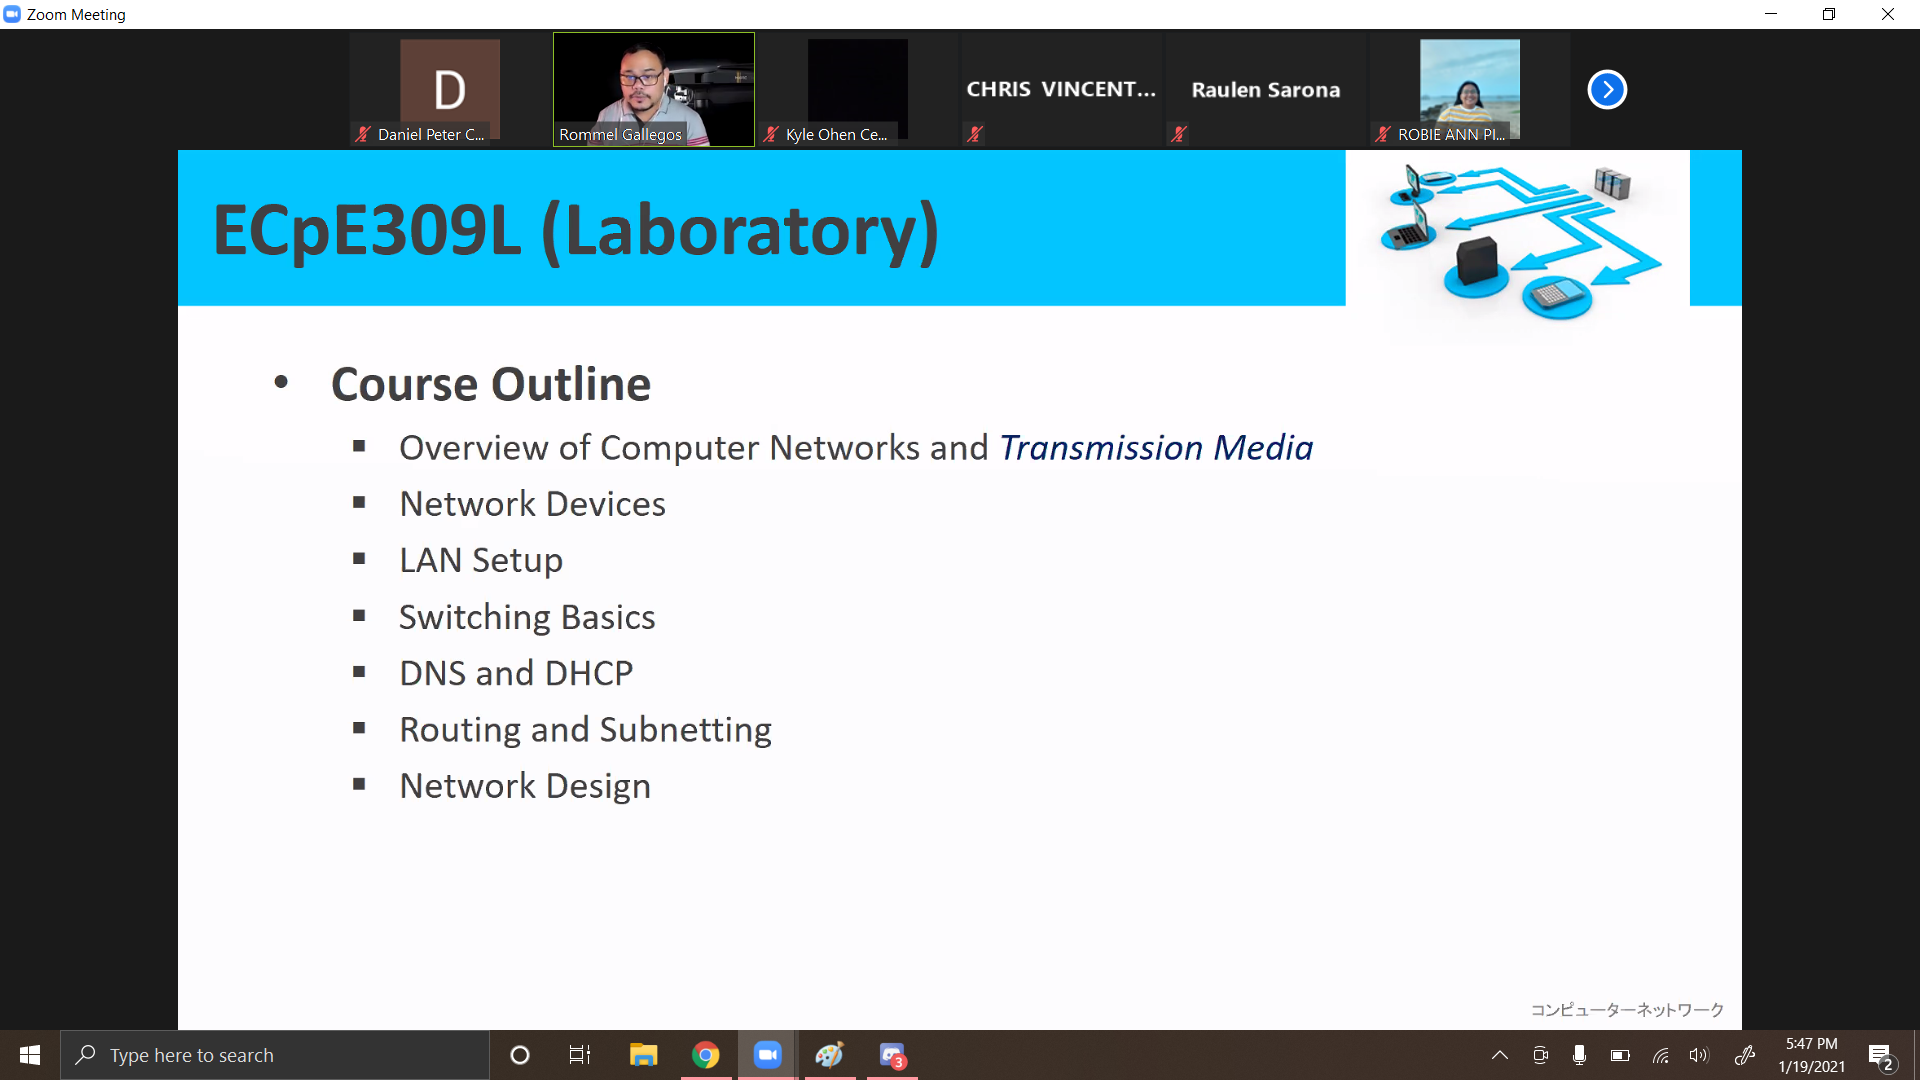 Zoom Meeting
D
Daniel Peter C...
Rommel Gallegos
Kyle Ohen Ce...
CHRIS VINCENT...
Raulen Sarona
ROBIE ANN PI...
ECpE309L (Laboratory)
• Course Outline
▪ Overview of Computer Networks and Transmission Media
▪ Network Devices
▪ LAN Setup
▪ Switching Basics
▪ DNS and DHCP
▪ Routing and Subnetting
▪ Network Design
コンピューターネットワーク
Type here to search
3
5:47 PM
1/19/2021
2